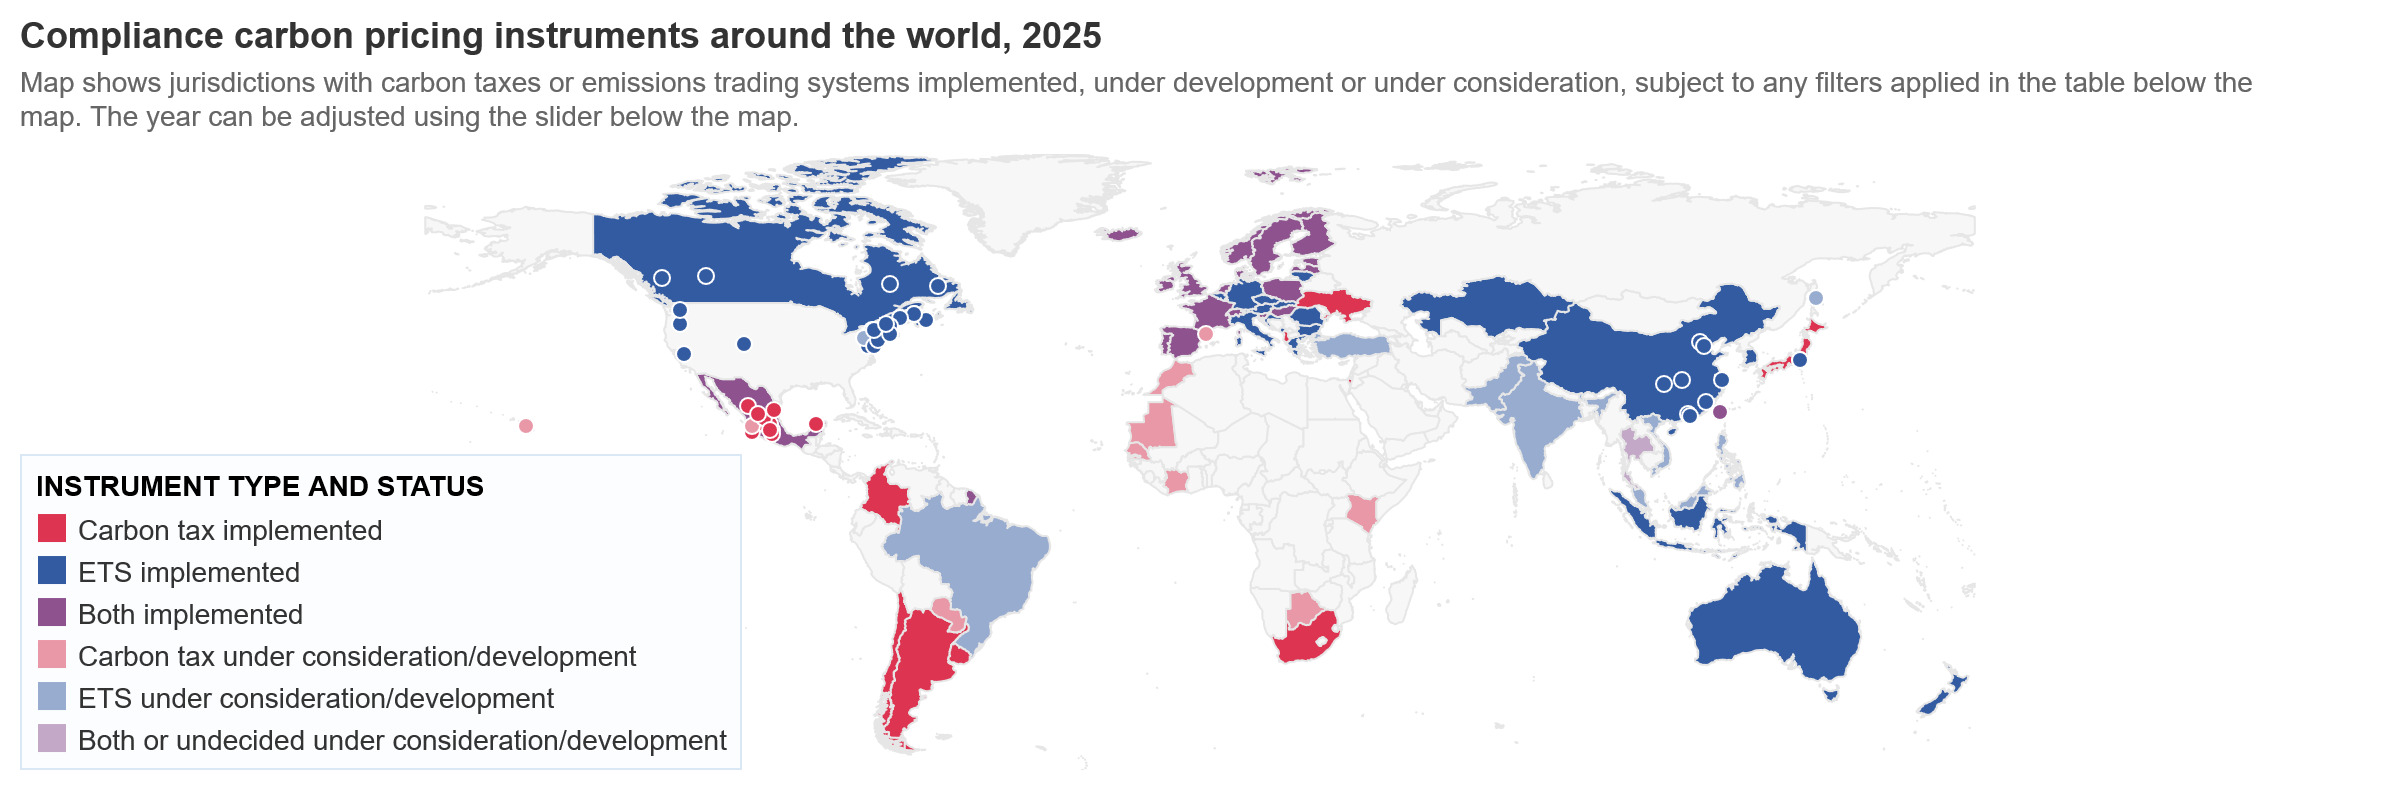 Compliance carbon pricing instruments around the world, 2025
Map shows jurisdictions with carbon taxes or emissions trading systems implemented, under development or under consideration, subject to any filters applied in the table below the
map. The year can be adjusted using the slider below the map.
INSTRUMENT TYPE AND STATUS
Carbon tax implemented
ETS implemented
Both implemented
Carbon tax under consideration/development
ETS under consideration/development
Both or undecided under consideration/development